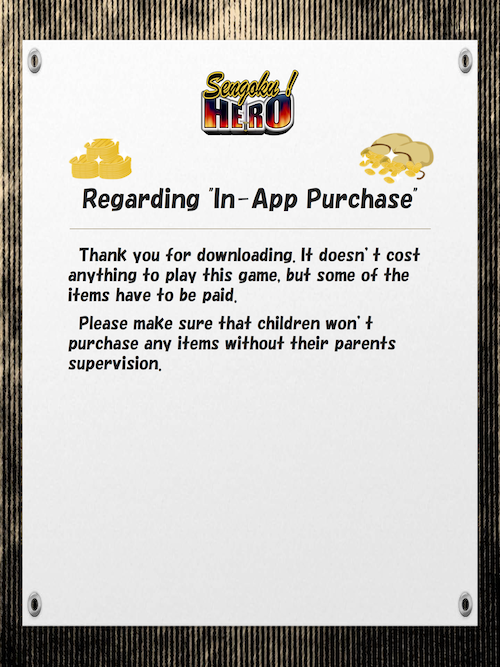 Sengoku!
HERO
Regarding "In-App Purchase"
Thank you for downloading. It doesn't cost
anything to play this game, but some of the
items have to be paid.
Please make sure that children won't
purchase any items without their parents
supervision.